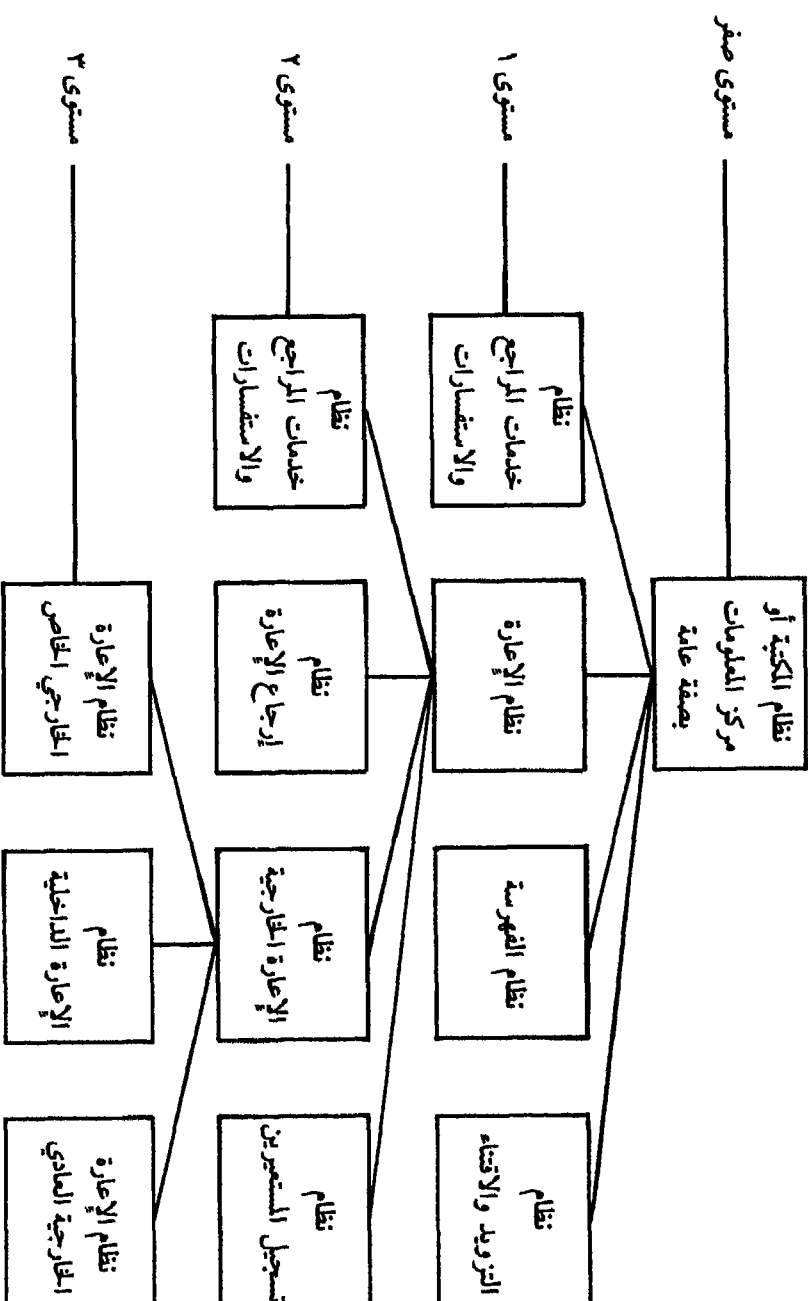 مستوى صفر
نظام المكتبة أو
مركز المعلومات
بصفة عامة
مستوى ١
نظام
خدمات المراجع
والاستفسارات
نظام الإعارة
نظام الفهرسة
نظام
التزويد والاقتناء
مستوى ٢
نظام
خدمات المراجع
والاستفسارات
نظام
إرجاع الإعارة
نظام
الإعارة الخارجية
نظام
تسجيل المستعيرين
مستوى ٣
نظام الإعارة
الخارجي الخاص
نظام
الإعارة الداخلية
نظام الإعارة
الخارجية العادي